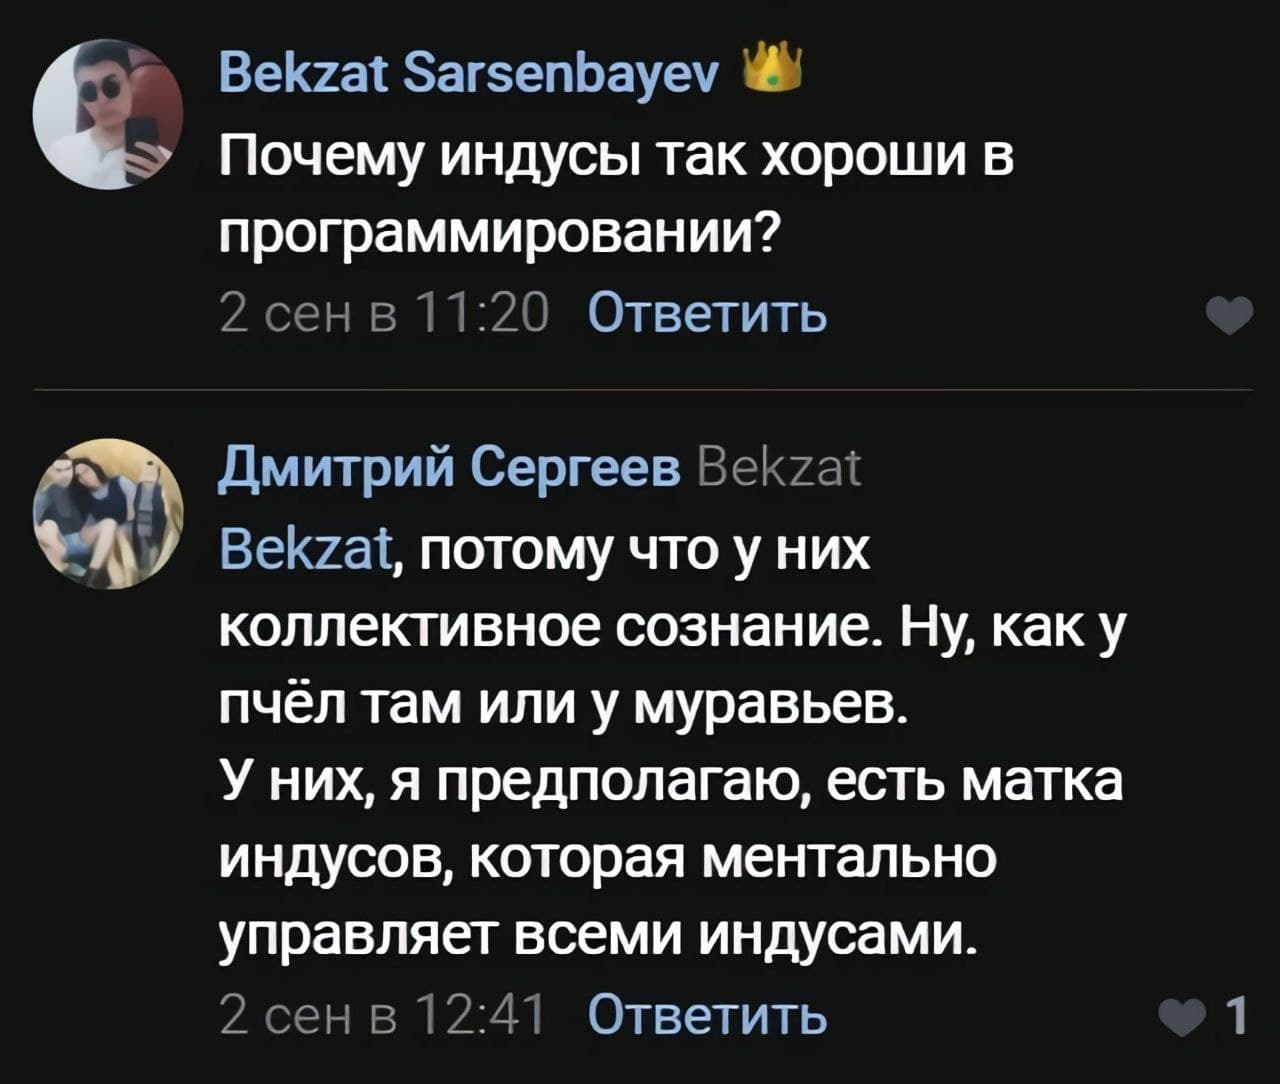 Bekzat Sarsenbayev 👑
Почему индусы так хороши в
программировании?
2 сен в 11:20 Ответить
Дмитрий Сергеев Bekzat
Bekzat, потому что у них
коллективное сознание. Ну, как у
пчёл там или у муравьев.
У них, я предполагаю, есть матка
индусов, которая ментально
управляет всеми индусами.
2 сен в 12:41 Ответить 1